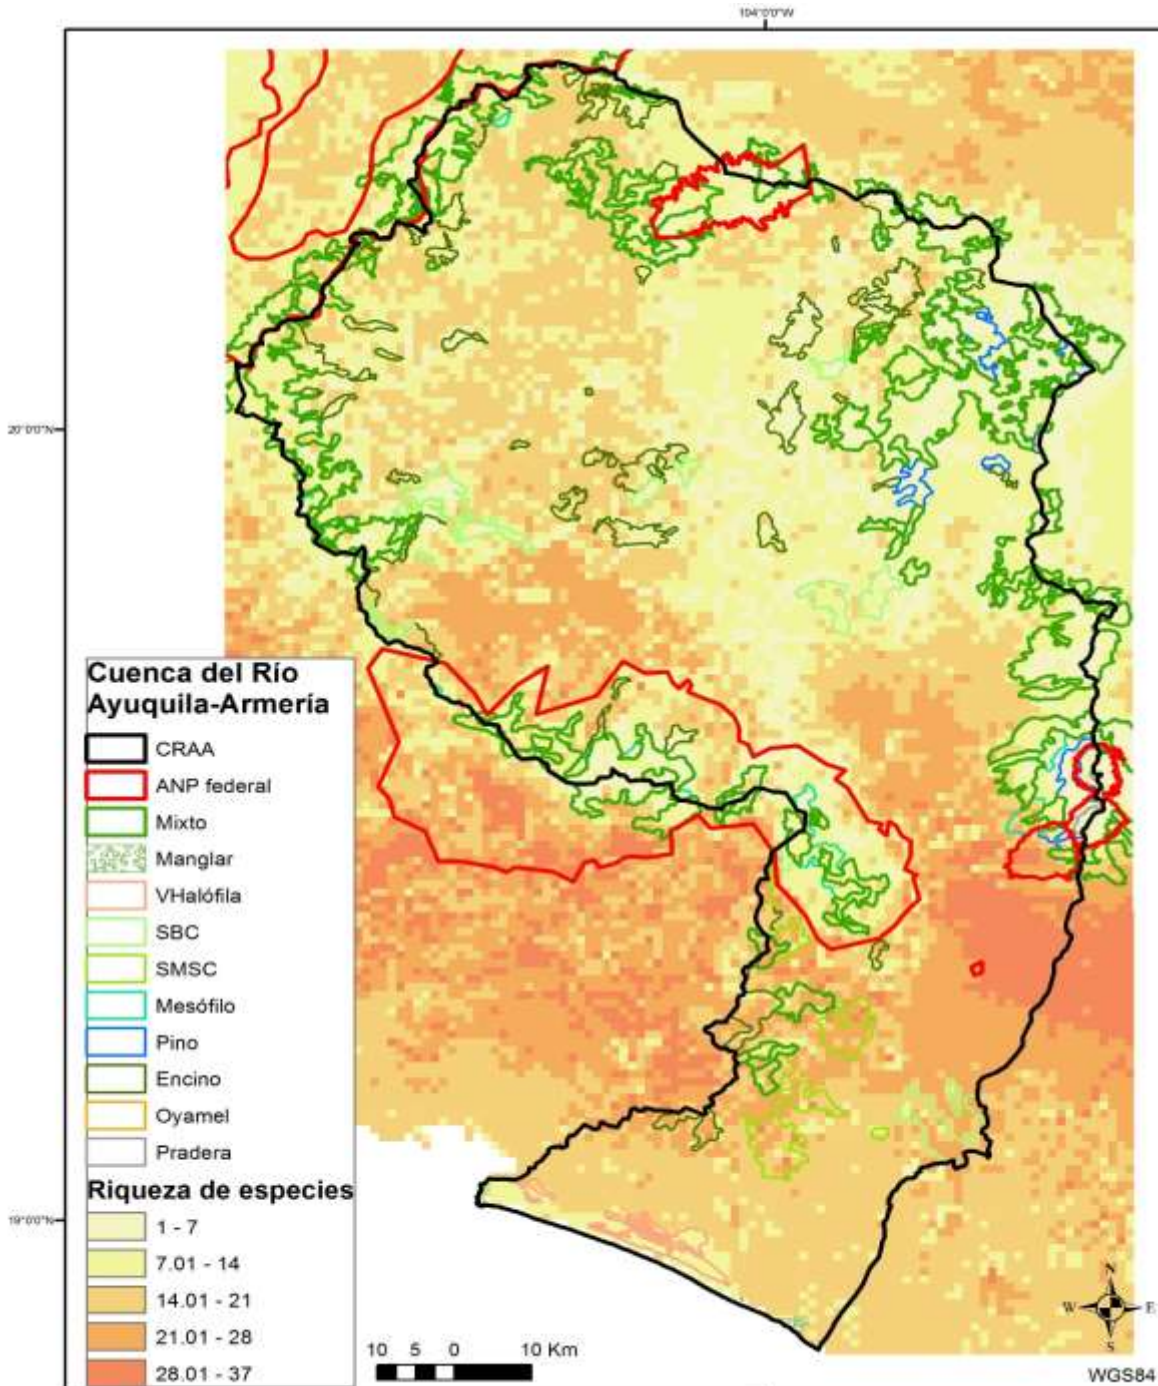 104°0'0"W
20°0'0"N
Cuenca del Río
Ayuquila-Armería
CRAA
ANP federal
Mixto
Manglar
VHalófila
SBC
SMSC
Mesófilo
Pino
Encino
Oyamel
Pradera
Riqueza de especies
19°0'0"N
1 - 7
7.01 - 14
14.01 - 21
21.01 - 28
28.01 - 37
10 5 0 10 Km
N
W E
S
WGS84